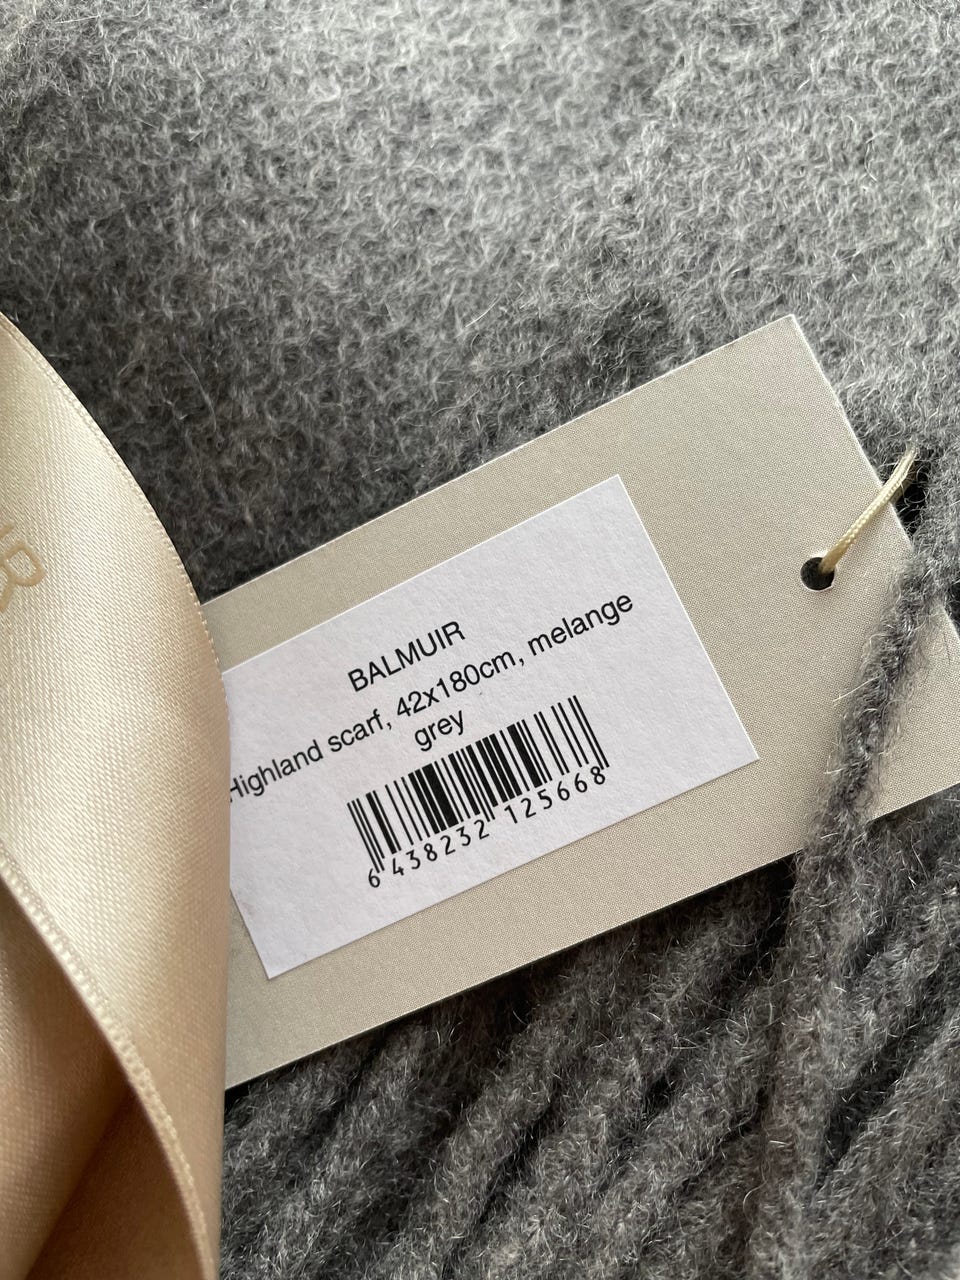 BALMUIR
Highland scarf, 42x180cm, melange
grey
6 438232 125668